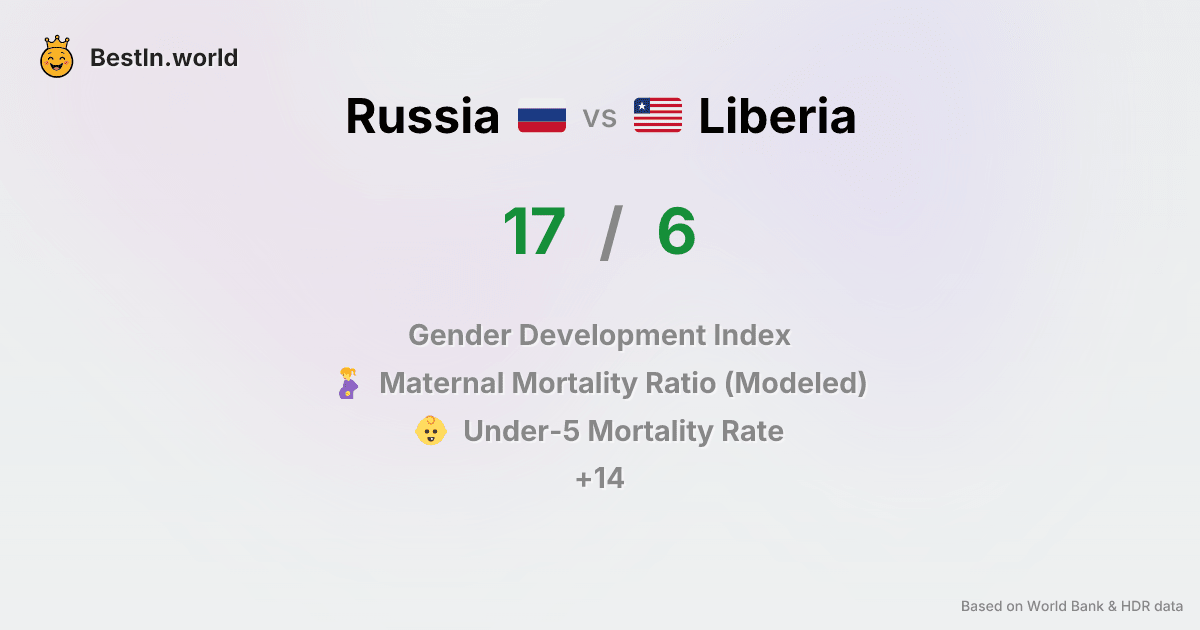 BestIn.world
Russia vs Liberia
17 / 6
Gender Development Index
Maternal Mortality Ratio (Modeled)
Under-5 Mortality Rate
+14
Based on World Bank & HDR data